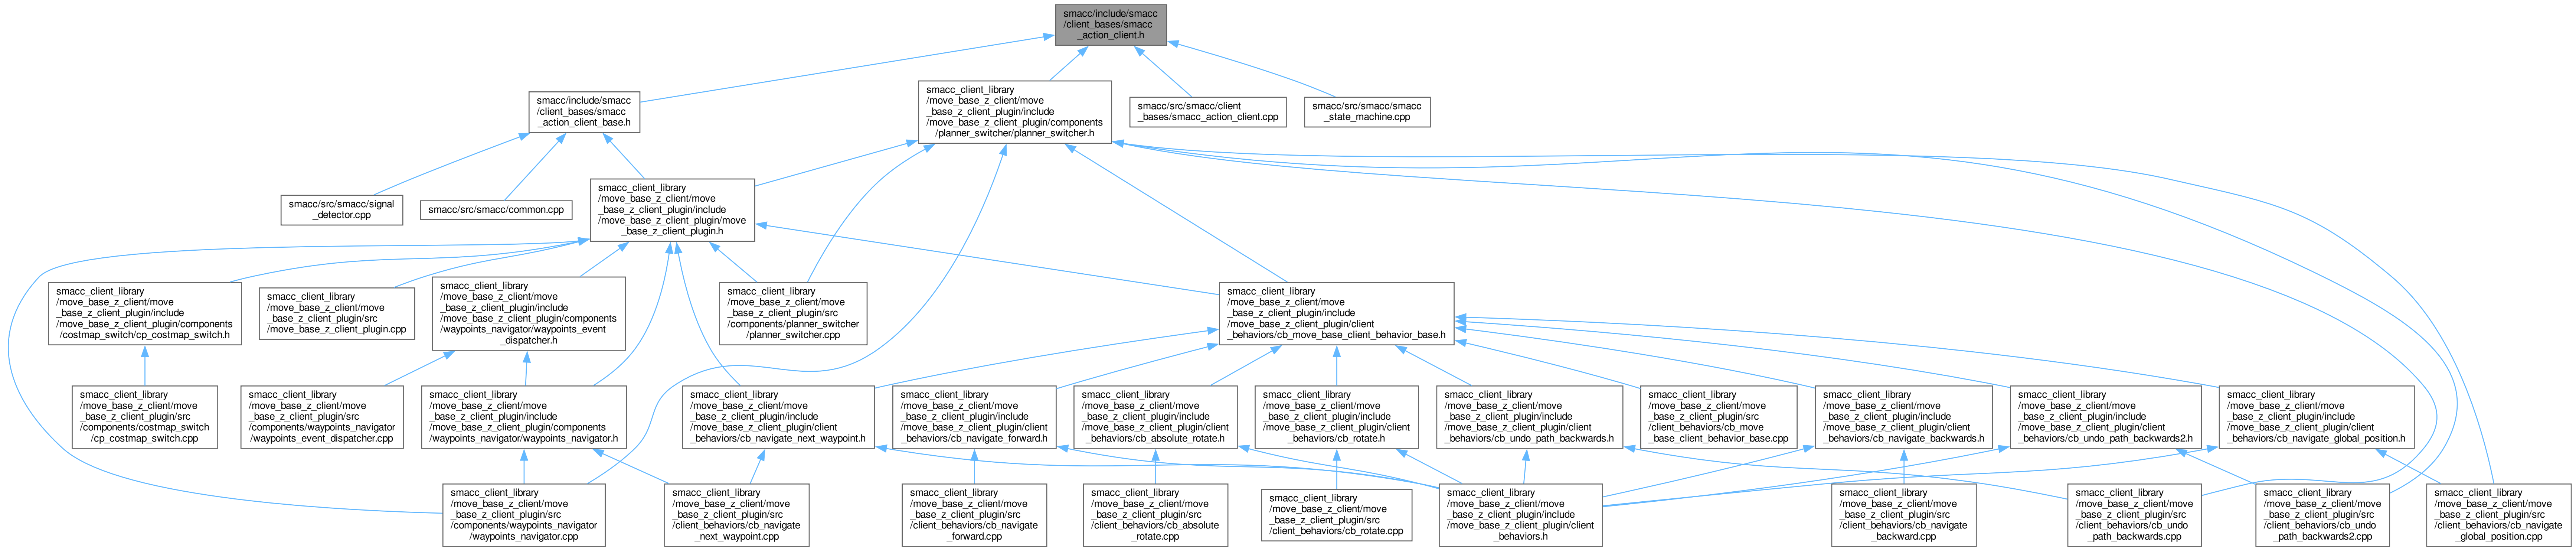 smacc/include/smacc
/client_bases/smacc
_action_client.h
smacc/include/smacc
/client_bases/smacc
_action_client_base.h
smacc_client_library
/move_base_z_client/move
_base_z_client_plugin/include
/move_base_z_client_plugin/components
/planner_switcher/planner_switcher.h
smacc/src/smacc/client
_bases/smacc_action_client.cpp
smacc/src/smacc/smacc
_state_machine.cpp
smacc/src/smacc/signal
_detector.cpp
smacc/src/smacc/common.cpp
smacc_client_library
/move_base_z_client/move
_base_z_client_plugin/include
/move_base_z_client_plugin/move
_base_z_client_plugin.h
smacc_client_library
/move_base_z_client/move
_base_z_client_plugin/include
/move_base_z_client_plugin/components
/costmap_switch/cp_costmap_switch.h
smacc_client_library
/move_base_z_client/move
_base_z_client_plugin/src
/move_base_z_client_plugin.cpp
smacc_client_library
/move_base_z_client/move
_base_z_client_plugin/include
/move_base_z_client_plugin/components
/waypoints_navigator/waypoints_event
_dispatcher.h
smacc_client_library
/move_base_z_client/move
_base_z_client_plugin/src
/components/planner_switcher
/planner_switcher.cpp
smacc_client_library
/move_base_z_client/move
_base_z_client_plugin/include
/move_base_z_client_plugin/client
_behaviors/cb_move_base_client_behavior_base.h
smacc_client_library
/move_base_z_client/move
_base_z_client_plugin/src
/components/costmap_switch
/cp_costmap_switch.cpp
smacc_client_library
/move_base_z_client/move
_base_z_client_plugin/src
/components/waypoints_navigator
/waypoints_event_dispatcher.cpp
smacc_client_library
/move_base_z_client/move
_base_z_client_plugin/include
/move_base_z_client_plugin/components
/waypoints_navigator/waypoints_navigator.h
smacc_client_library
/move_base_z_client/move
_base_z_client_plugin/include
/move_base_z_client_plugin/client
_behaviors/cb_navigate_next_waypoint.h
smacc_client_library
/move_base_z_client/move
_base_z_client_plugin/include
/move_base_z_client_plugin/client
_behaviors/cb_navigate_forward.h
smacc_client_library
/move_base_z_client/move
_base_z_client_plugin/include
/move_base_z_client_plugin/client
_behaviors/cb_absolute_rotate.h
smacc_client_library
/move_base_z_client/move
_base_z_client_plugin/include
/move_base_z_client_plugin/client
_behaviors/cb_rotate.h
smacc_client_library
/move_base_z_client/move
_base_z_client_plugin/include
/move_base_z_client_plugin/client
_behaviors/cb_undo_path_backwards.h
smacc_client_library
/move_base_z_client/move
_base_z_client_plugin/src
/client_behaviors/cb_move
_base_client_behavior_base.cpp
smacc_client_library
/move_base_z_client/move
_base_z_client_plugin/include
/move_base_z_client_plugin/client
_behaviors/cb_navigate_backwards.h
smacc_client_library
/move_base_z_client/move
_base_z_client_plugin/include
/move_base_z_client_plugin/client
_behaviors/cb_undo_path_backwards2.h
smacc_client_library
/move_base_z_client/move
_base_z_client_plugin/include
/move_base_z_client_plugin/client
_behaviors/cb_navigate_global_position.h
smacc_client_library
/move_base_z_client/move
_base_z_client_plugin/src
/components/waypoints_navigator
/waypoints_navigator.cpp
smacc_client_library
/move_base_z_client/move
_base_z_client_plugin/src
/client_behaviors/cb_navigate
_next_waypoint.cpp
smacc_client_library
/move_base_z_client/move
_base_z_client_plugin/src
/client_behaviors/cb_navigate
_forward.cpp
smacc_client_library
/move_base_z_client/move
_base_z_client_plugin/src
/client_behaviors/cb_absolute
_rotate.cpp
smacc_client_library
/move_base_z_client/move
_base_z_client_plugin/src
/client_behaviors/cb_rotate.cpp
smacc_client_library
/move_base_z_client/move
_base_z_client_plugin/include
/move_base_z_client_plugin/client
_behaviors.h
smacc_client_library
/move_base_z_client/move
_base_z_client_plugin/src
/client_behaviors/cb_navigate
_backward.cpp
smacc_client_library
/move_base_z_client/move
_base_z_client_plugin/src
/client_behaviors/cb_undo
_path_backwards.cpp
smacc_client_library
/move_base_z_client/move
_base_z_client_plugin/src
/client_behaviors/cb_undo
_path_backwards2.cpp
smacc_client_library
/move_base_z_client/move
_base_z_client_plugin/src
/client_behaviors/cb_navigate
_global_position.cpp